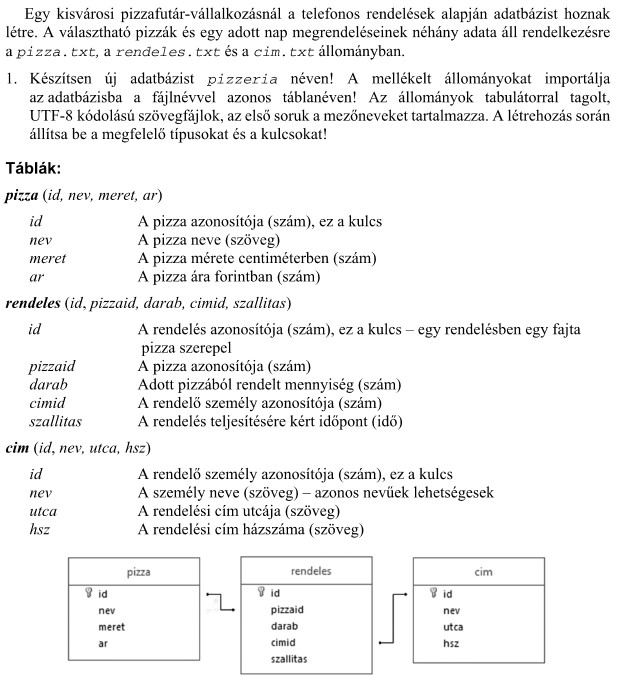 Egy kisvárosi pizzafutár-vállalkozásnál a telefonos rendelések alapján adatbázist hoznak
létre. A választható pizzák és egy adott nap megrendeléseinek néhány adata áll rendelkezésre
a pizza.txt, a rendeles.txt és a cim.txt állományban.
1. Készítsen új adatbázist pizzeria néven! A mellékelt állományokat importálja
az adatbázisba a fájlnévvel azonos táblanéven! Az állományok tabulátorral tagolt,
UTF-8 kódolású szövegfájlok, az első soruk a mezőneveket tartalmazza. A létrehozás során
állítsa be a megfelelő típusokat és a kulcsokat!
Táblák:
pizza (id, nev, meret, ar)
id A pizza azonosítója (szám), ez a kulcs
nev A pizza neve (szöveg)
meret A pizza mérete centiméterben (szám)
ar A pizza ára forintban (szám)
rendeles (id, pizzaid, darab, cimid, szallitas)
id A rendelés azonosítója (szám), ez a kulcs – egy rendelésben egy fajta
pizza szerepel
pizzaid A pizza azonosítója (szám)
darab Adott pizzából rendelt mennyiség (szám)
cimid A rendelő személy azonosítója (szám)
szallitas A rendelés teljesítésére kért időpont (idő)
cim (id, nev, utca, hsz)
id A rendelő személy azonosítója (szám), ez a kulcs
nev A személy neve (szöveg) – azonos nevűek lehetségesek
utca A rendelési cím utcája (szöveg)
hsz A rendelési cím házszáma (szöveg)
pizza
id
nev
meret
ar
rendeles
id
pizzaid
darab
cimid
szallitas
cim
id
nev
utca
hsz